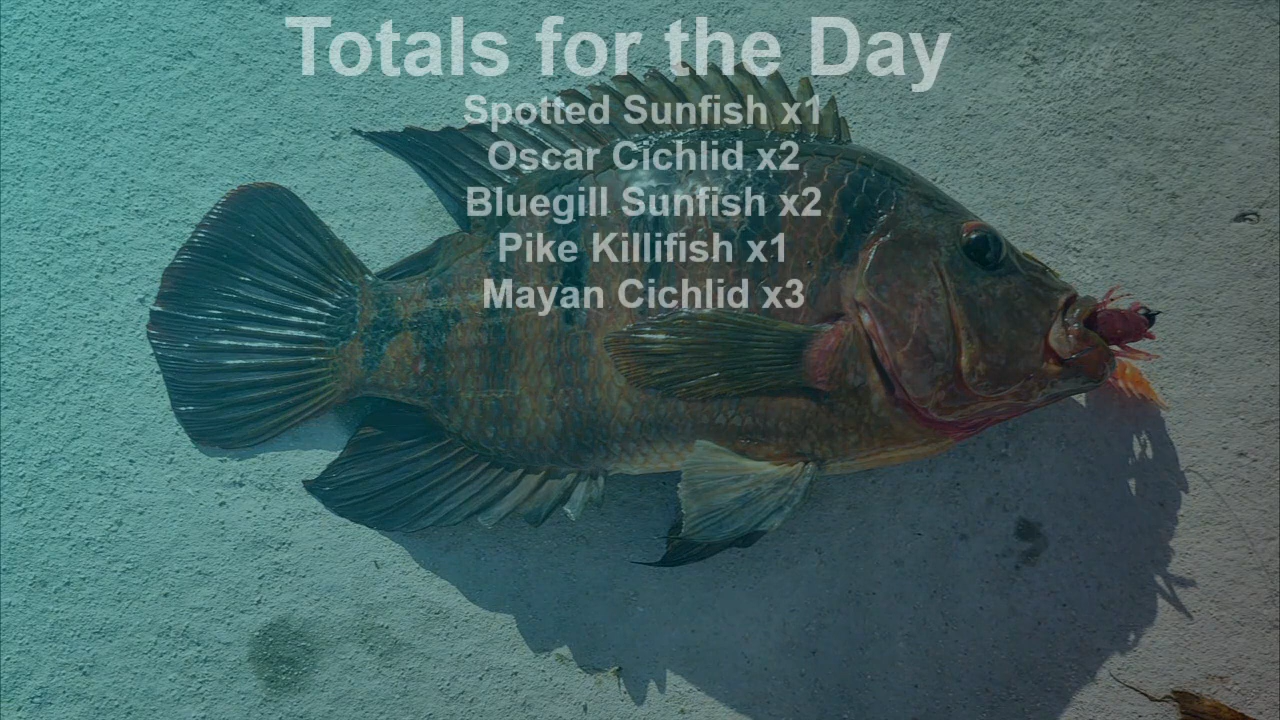 Totals for the Day
Spotted Sunfish x1
Oscar Cichlid x2
Bluegill Sunfish x2
Pike Killifish x1
Mayan Cichlid x3